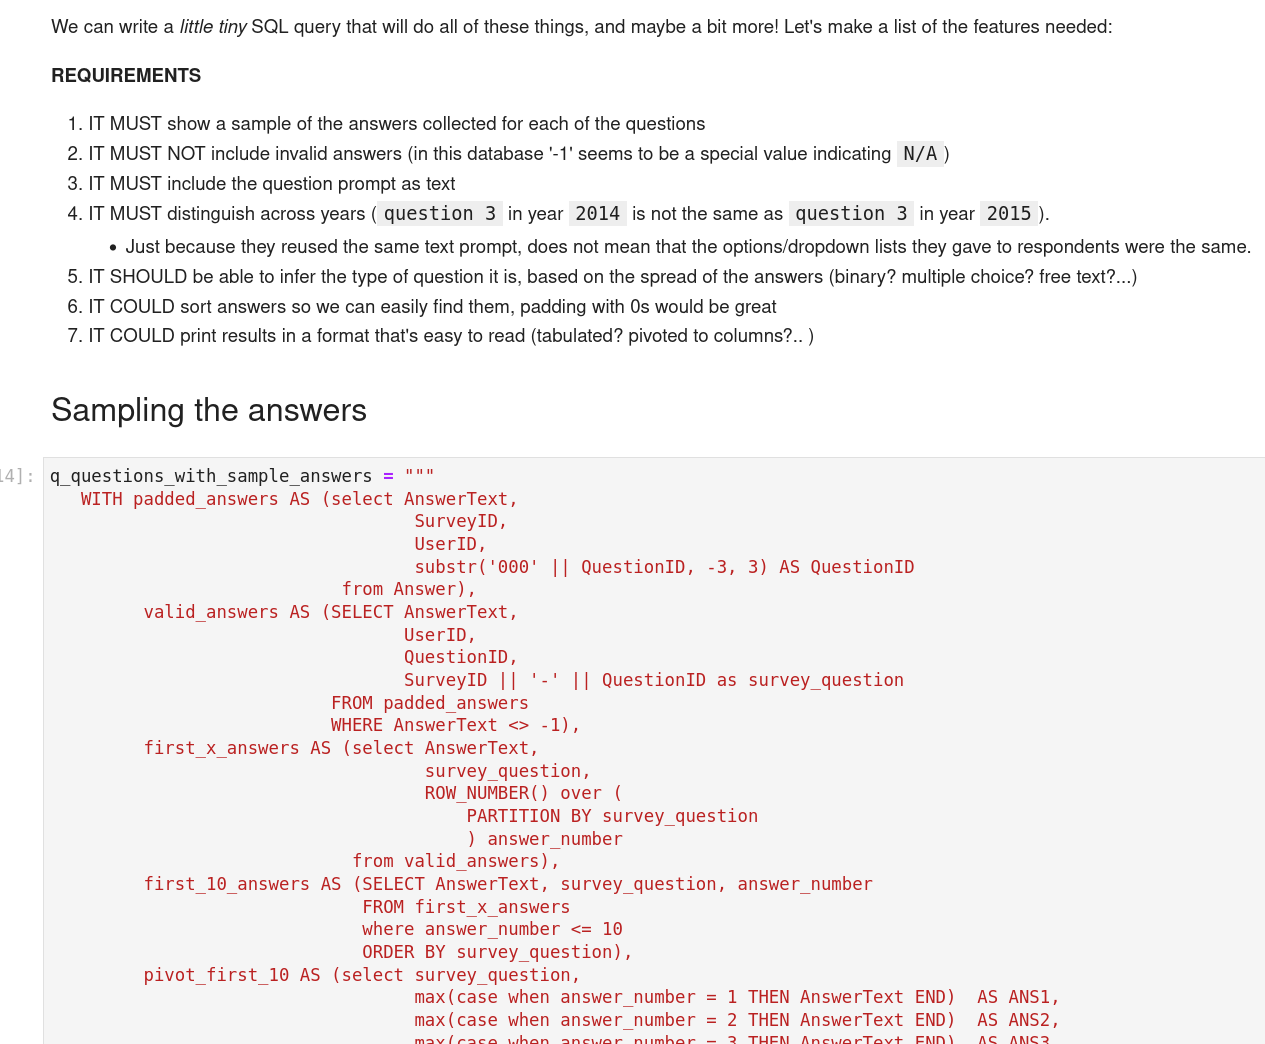 We can write a little tiny SQL query that will do all of these things, and maybe a bit more! Let's make a list of the features needed:
REQUIREMENTS
1. IT MUST show a sample of the answers collected for each of the questions
2. IT MUST NOT include invalid answers (in this database '-1' seems to be a special value indicating N/A )
3. IT MUST include the question prompt as text
4. IT MUST distinguish across years ( question 3 in year 2014 is not the same as question 3 in year 2015 ).
• Just because they reused the same text prompt, does not mean that the options/dropdown lists they gave to respondents were the same.
5. IT SHOULD be able to infer the type of question it is, based on the spread of the answers (binary? multiple choice? free text?...)
6. IT COULD sort answers so we can easily find them, padding with 0s would be great
7. IT COULD print results in a format that's easy to read (tabulated? pivoted to columns?.. )
Sampling the answers
14]: q_questions_with_sample_answers = """
WITH padded_answers AS (select AnswerText,
SurveyID,
UserID,
substr('000' || QuestionID, -3, 3) AS QuestionID
from Answer),
valid_answers AS (SELECT AnswerText,
UserID,
QuestionID,
SurveyID || '-' || QuestionID as survey_question
FROM padded_answers
WHERE AnswerText <> -1),
first_x_answers AS (select AnswerText,
survey_question,
ROW_NUMBER() over (
PARTITION BY survey_question
) answer_number
from valid_answers),
first_10_answers AS (SELECT AnswerText, survey_question, answer_number
FROM first_x_answers
where answer_number <= 10
ORDER BY survey_question),
pivot_first_10 AS (select survey_question,
max(case when answer_number = 1 THEN AnswerText END)  AS ANS1,
max(case when answer_number = 2 THEN AnswerText END)  AS ANS2,
max(case when answer_number = 3 THEN AnswerText END)  AS ANS3